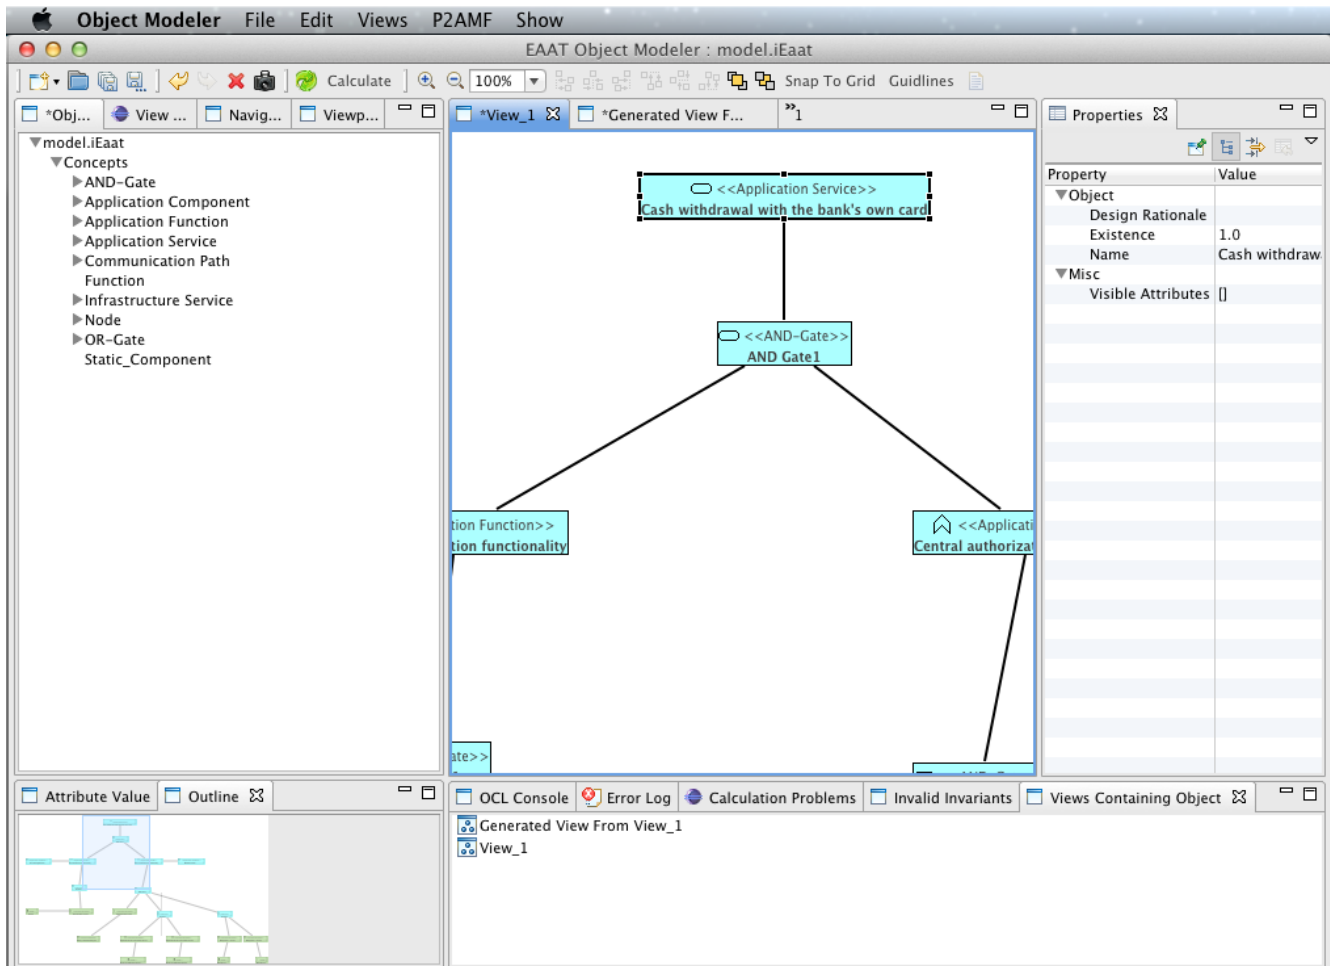 Object Modeler File Edit Views P2AMF Show
EAAT Object Modeler : model.iEaat
Calculate 100% Snap To Grid Guidlines
*Obj... View ... Navig... Viewp...
model.iEaat
Concepts
AND-Gate
Application Component
Application Function
Application Service
Communication Path
Function
Infrastructure Service
Node
OR-Gate
Static_Component
*View_1 *Generated View F... »1
<<Application Service>>
Cash withdrawal with the bank's own card
<<AND-Gate>>
AND Gate1
tion Function>>
tion functionality
<<Applicati
Central authorizat
ate>>
Properties
Property Value
Object
Design Rationale
Existence 1.0
Name Cash withdraw
Misc
Visible Attributes []
Attribute Value Outline
OCL Console Error Log Calculation Problems Invalid Invariants Views Containing Object
Generated View From View_1
View_1